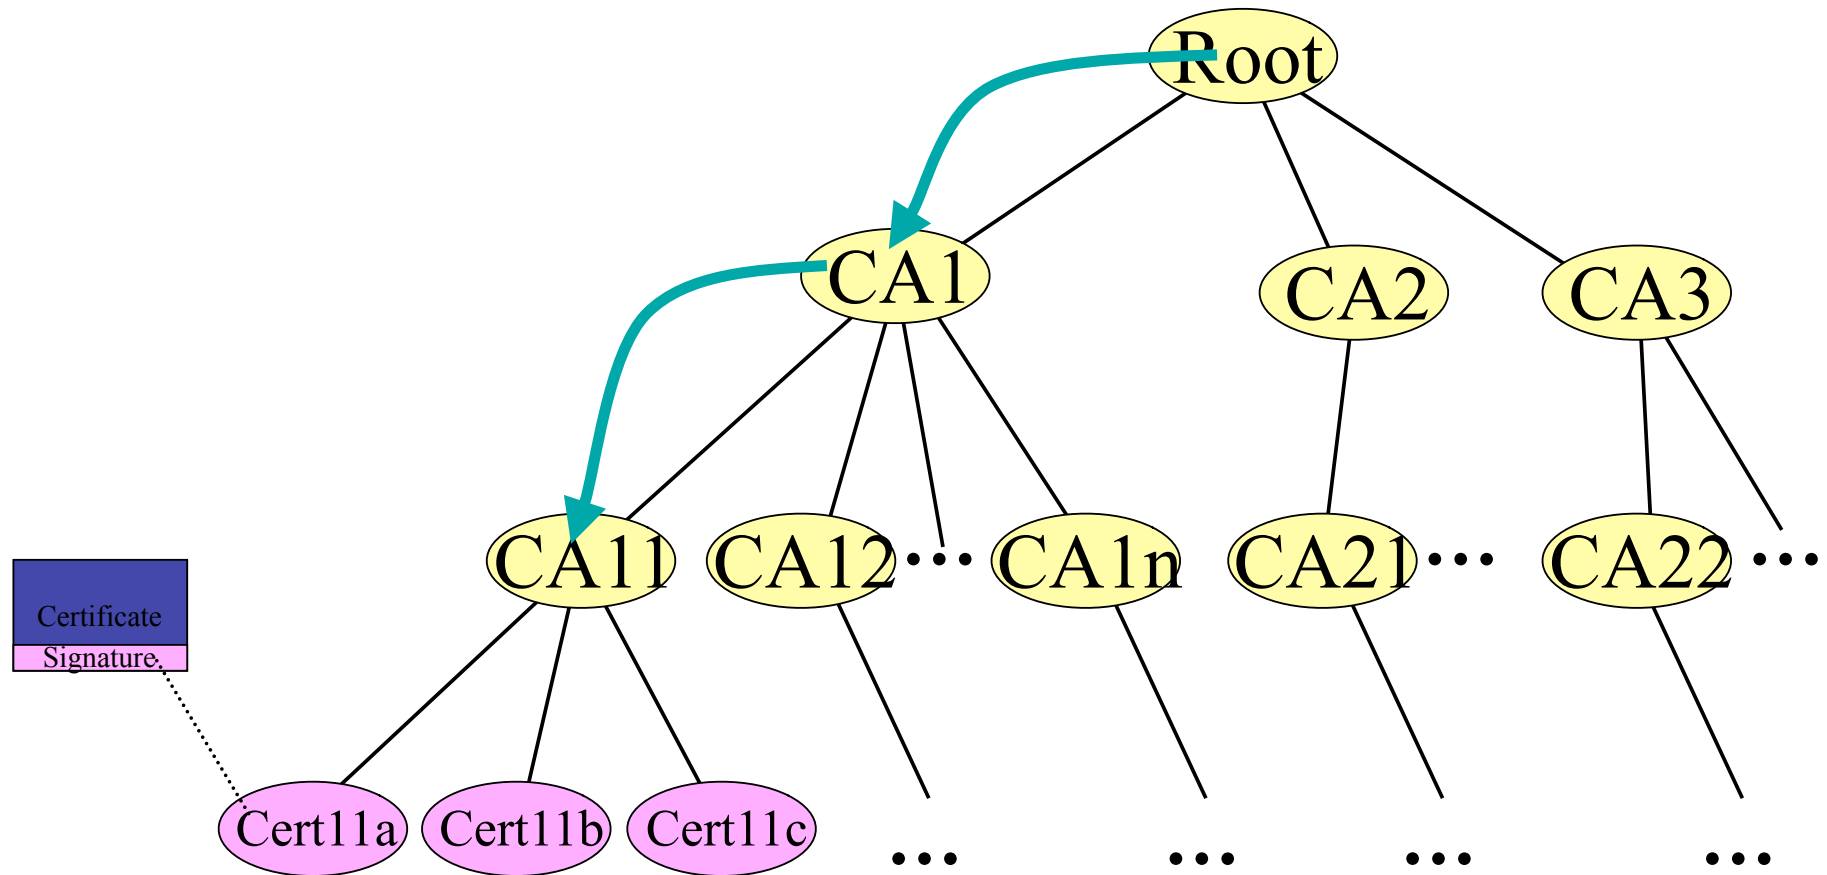 Root
CA1
CA2
CA3
CA11
CA12
...
CA1n
CA21
...
CA22
...
Certificate
Signature
Cert11a
Cert11b
Cert11c
...
...
...
...